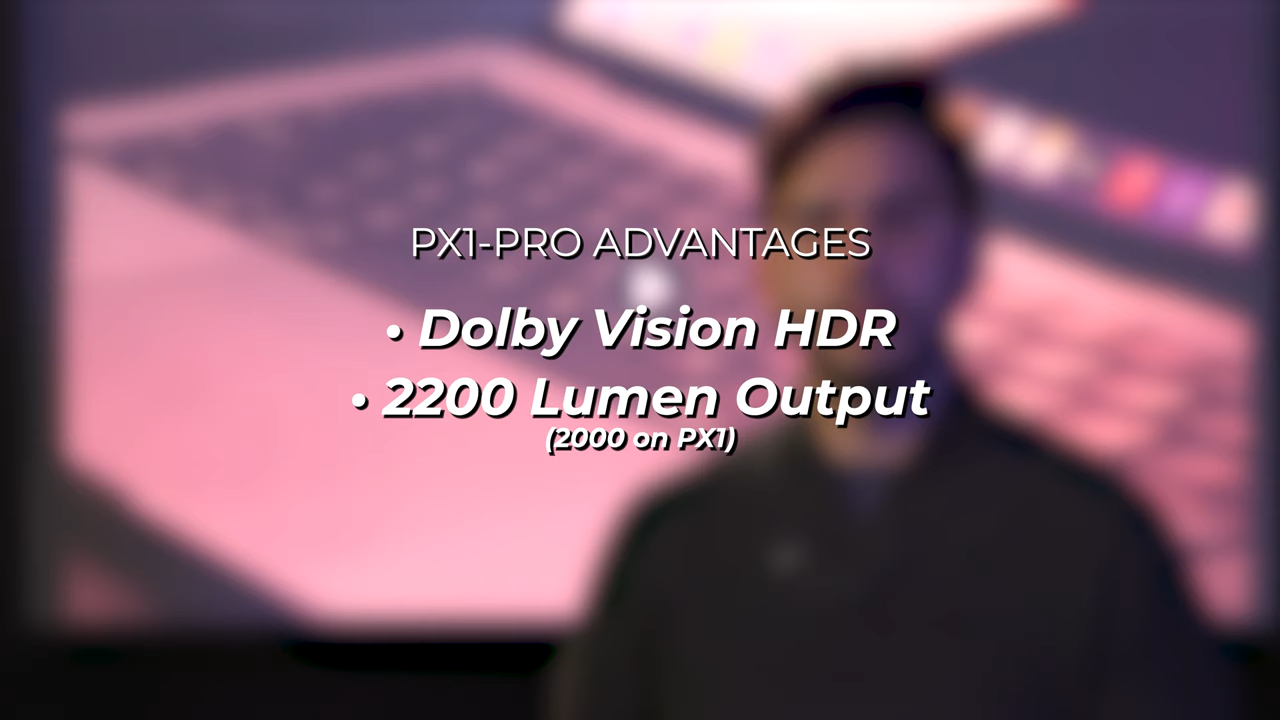 PX1-PRO ADVANTAGES
• Dolby Vision HDR
• 2200 Lumen Output
(2000 on PX1)